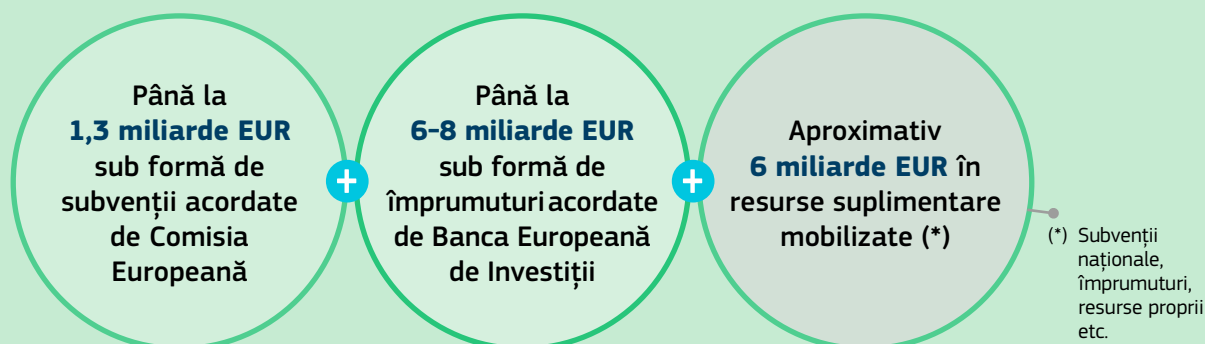 Până la
1,3 miliarde EUR
sub formă de
subvenții acordate
de Comisia
Europeană
+
Până la
6-8 miliarde EUR
sub formă de
împrumuturi acordate
de Banca Europeană
de Investiții
+
Aproximativ
6 miliarde EUR în
resurse suplimentare
mobilizate (*)
(*) Subvenții
naționale,
împrumuturi,
resurse proprii
etc.